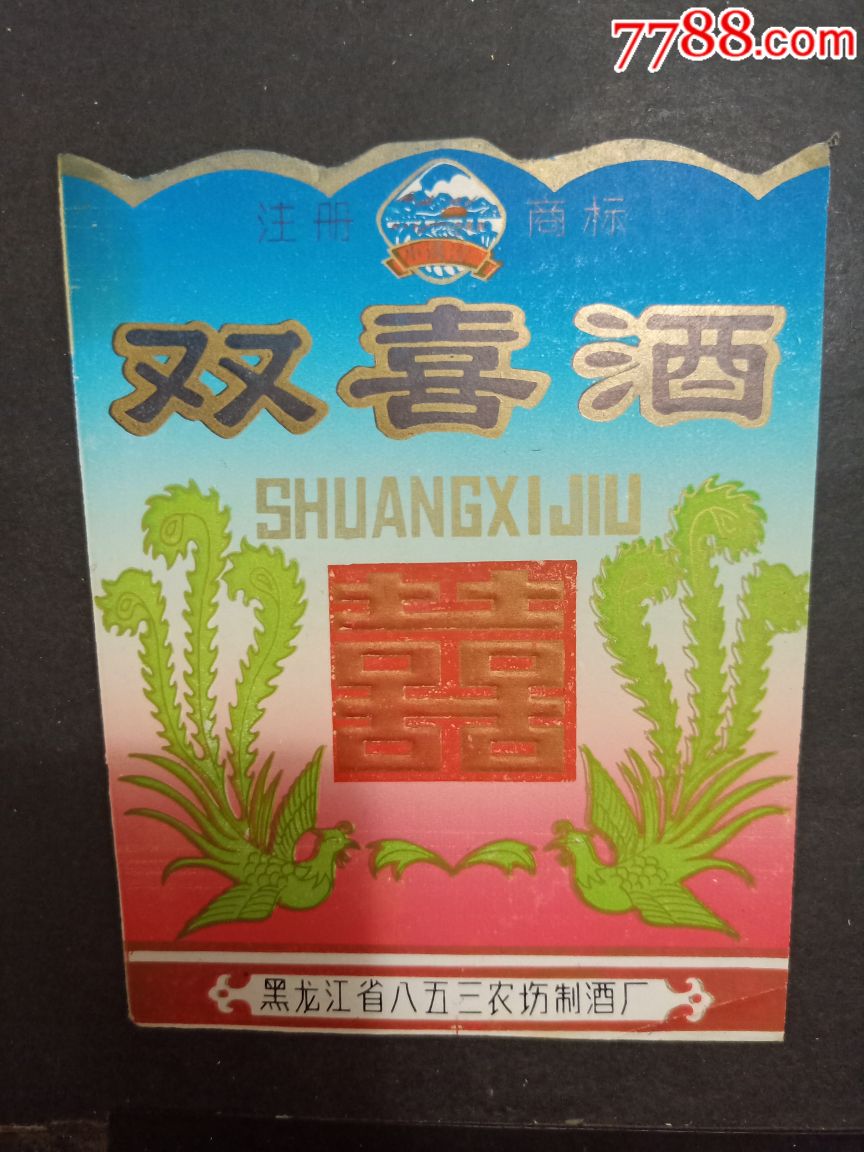 7788.com
注册 商标
双喜酒
SHUANGXIJIU
囍
黑龙江省八五三农场制酒厂